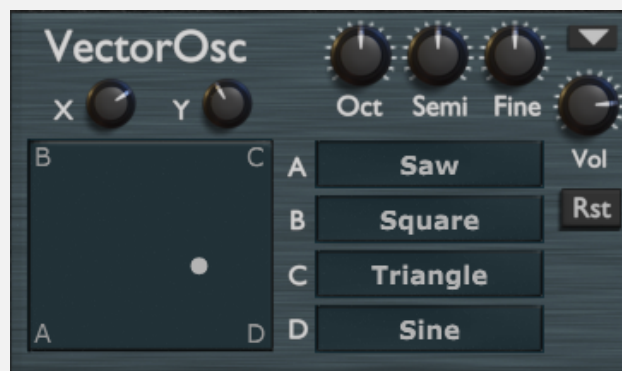 VectorOsc
X Y
Oct Semi Fine
Vol
B C
A D
A Saw
B Square
C Triangle
D Sine
Rst